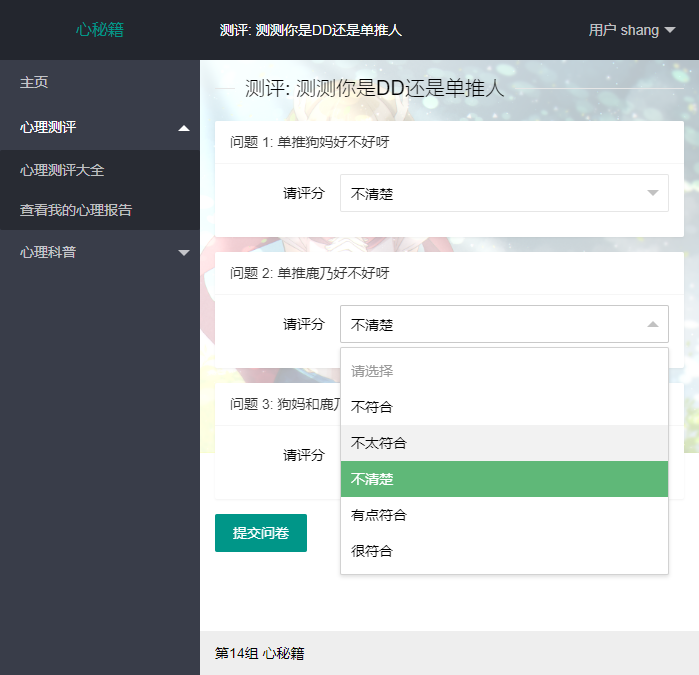 心秘籍
测评: 测测你是DD还是单推人
用户 shang
主页
心理测评
心理测评大全
查看我的心理报告
心理科普
测评: 测测你是DD还是单推人
问题 1: 单推狗妈好不好呀
请评分
不清楚
问题 2: 单推鹿乃好不好呀
请评分
不清楚
请选择
不符合
不太符合
不清楚
有点符合
很符合
问题 3: 狗妈和鹿
请评分
提交问卷
第14组 心秘籍